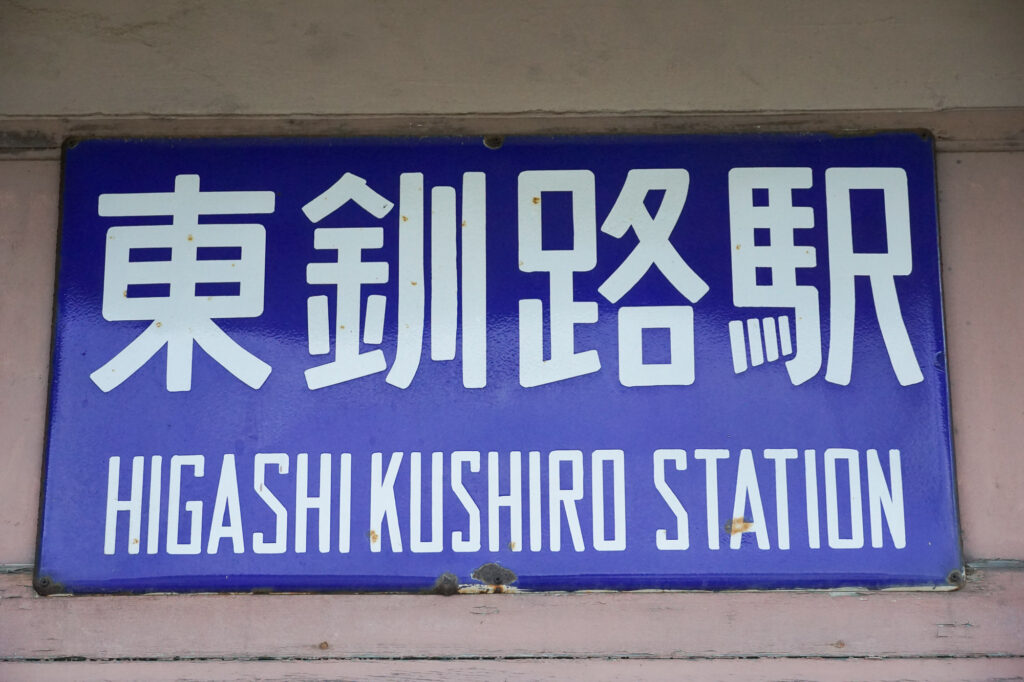 東釧路駅
HIGASHI KUSHIRO STATION